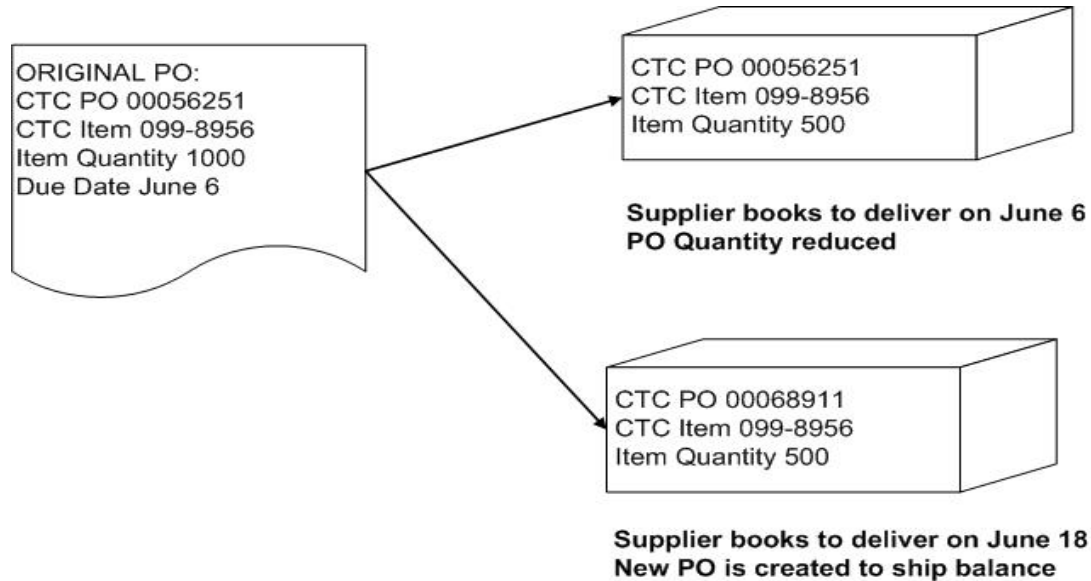 ORIGINAL PO:
CTC PO 00056251
CTC Item 099-8956
Item Quantity 1000
Due Date June 6
CTC PO 00056251
CTC Item 099-8956
Item Quantity 500
Supplier books to deliver on June 6
PO Quantity reduced
CTC PO 00068911
CTC Item 099-8956
Item Quantity 500
Supplier books to deliver on June 18
New PO is created to ship balance